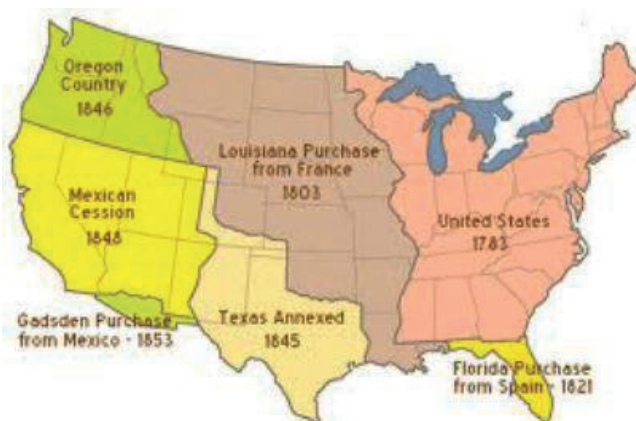 Oregon
Country
1846
Louisiana Purchase
from France
1803
Mexican
Cession
1848
United States
1783
Gadsden Purchase
from Mexico - 1853
Texas Annexed
1845
Florida Purchase
from Spain - 1821